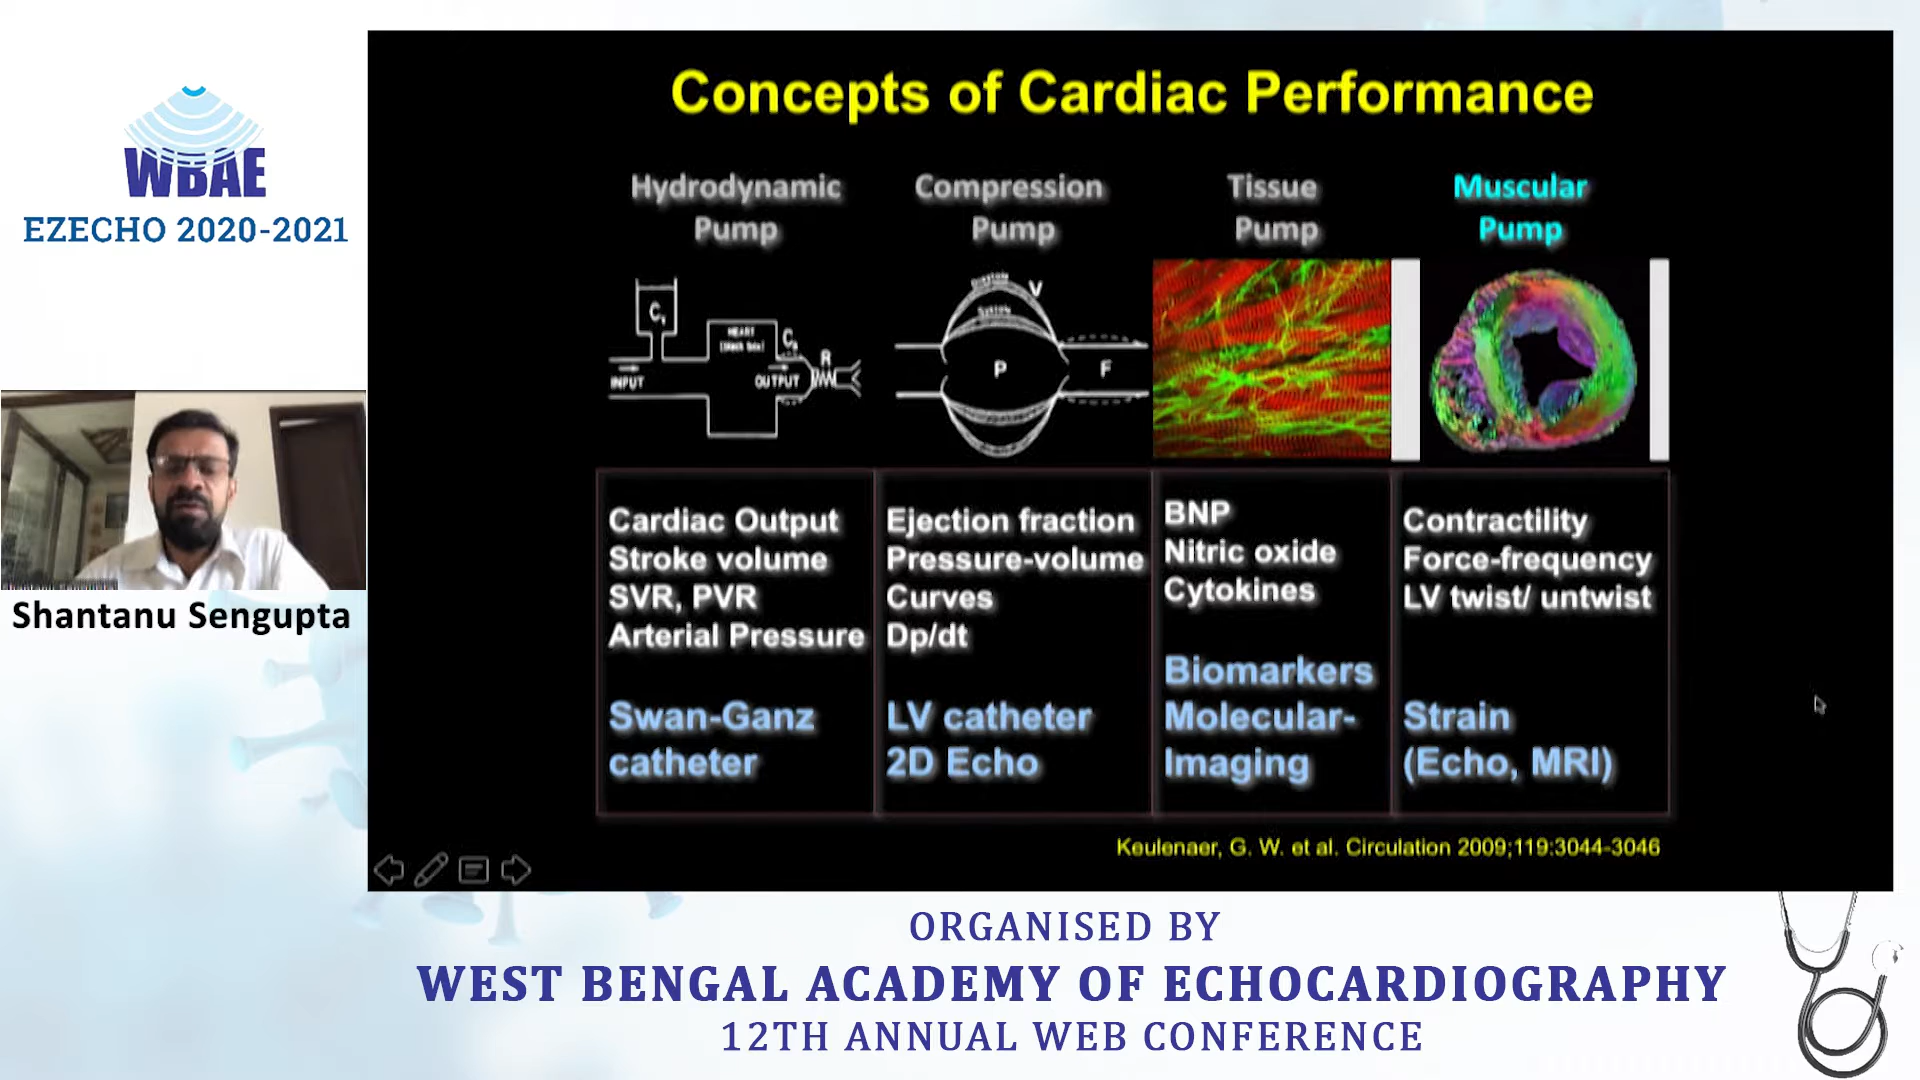 WBAE
EZECHO 2020-2021
Shantanu Sengupta
Concepts of Cardiac Performance
Hydrodynamic
Pump
Compression
Pump
Tissue
Pump
Muscular
Pump
C₁
HEART
INPUT
OUTPUT
R
V
P
F
Cardiac Output
Stroke volume
SVR, PVR
Arterial Pressure
Swan-Ganz
catheter
Ejection fraction
Pressure-volume
Curves
Dp/dt
LV catheter
2D Echo
BNP
Nitric oxide
Cytokines
Biomarkers
Molecular-
Imaging
Contractility
Force-frequency
LV twist/ untwist
Strain
(Echo, MRI)
Keulenaer, G. W. et al. Circulation 2009;119:3044-3046
ORGANISED BY
WEST BENGAL ACADEMY OF ECHOCARDIOGRAPHY
12TH ANNUAL WEB CONFERENCE